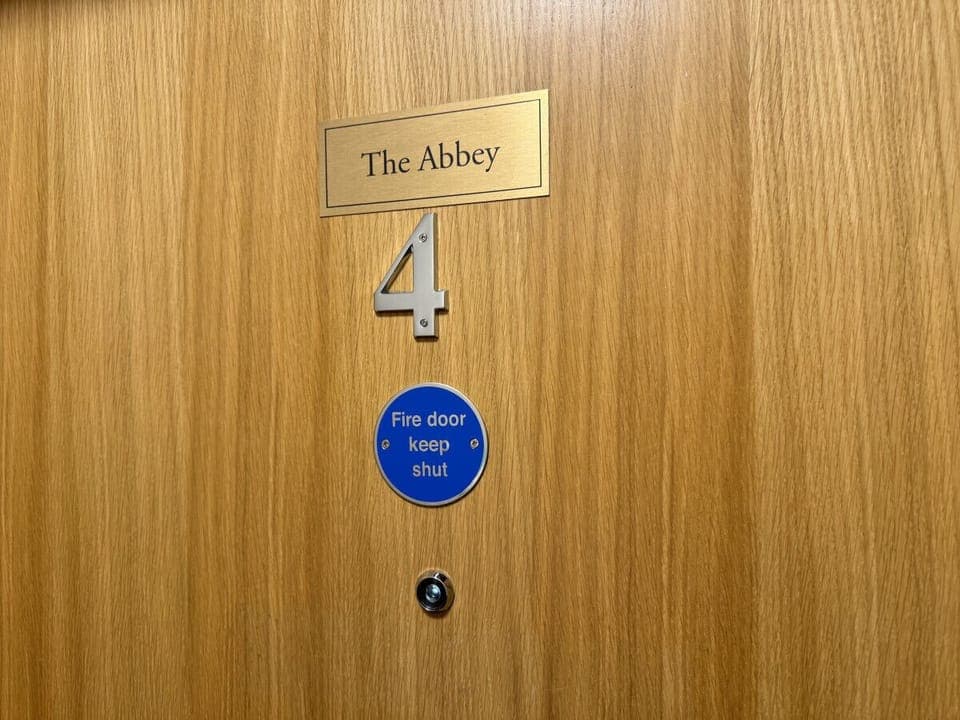 The Abbey
4
Fire door
keep
shut